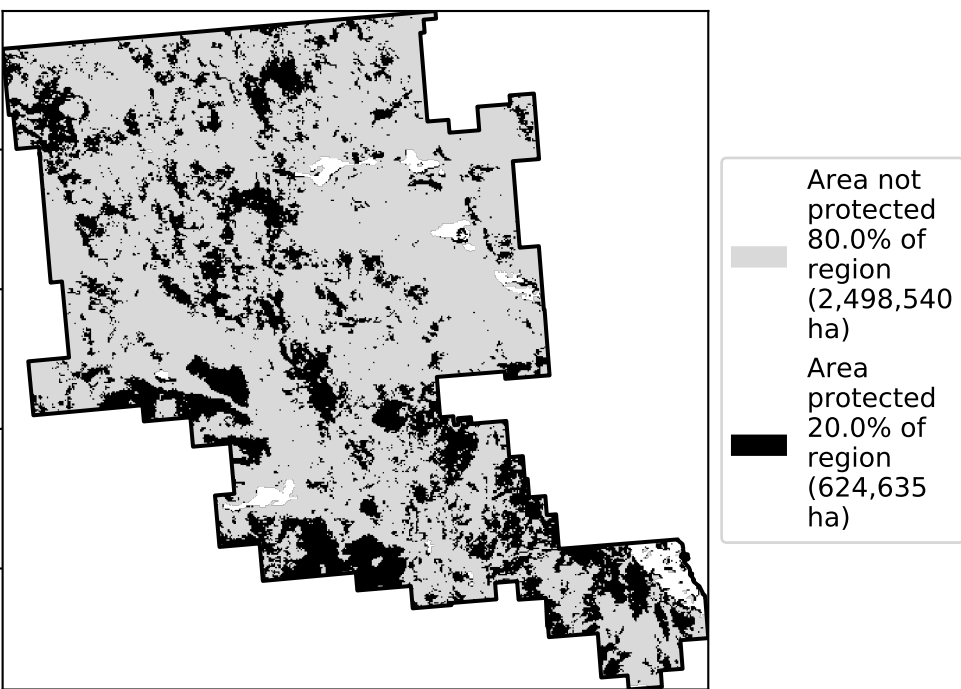 Area not
protected
80.0% of
region
(2,498,540
ha)
Area
protected
20.0% of
region
(624,635
ha)